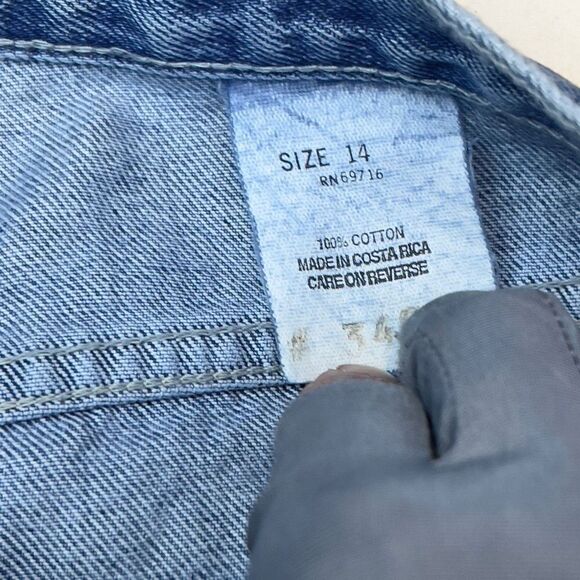 SIZE 14
RN69716
100% COTTON
MADE IN COSTA RICA
CARE ON REVERSE